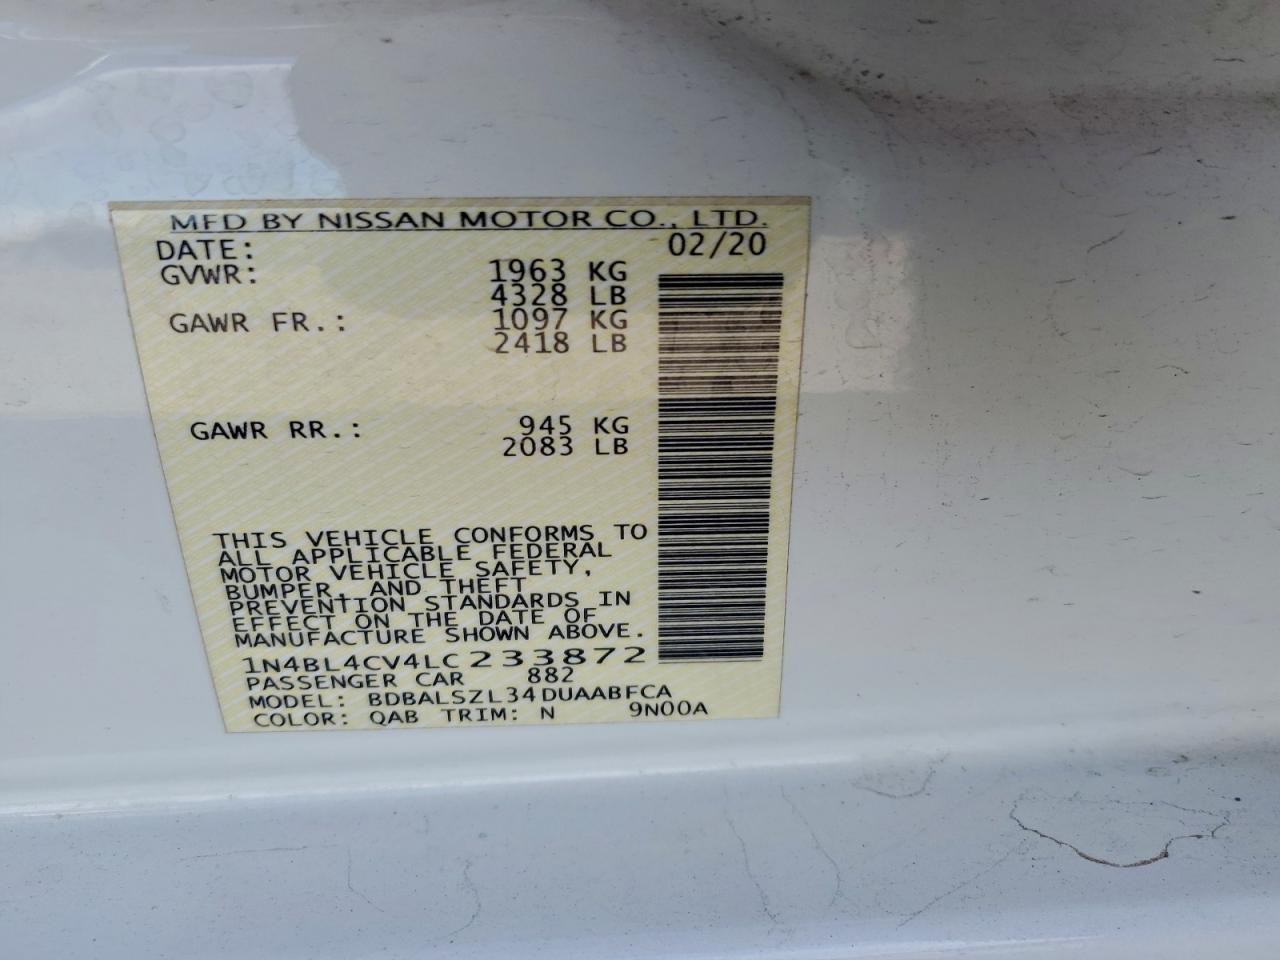 MFD BY NISSAN MOTOR CO., LTD.
DATE: 02/20
GVWR: 1963 KG
4328 LB
GAWR FR.: 1097 KG
2418 LB
GAWR RR.: 945 KG
2083 LB
THIS VEHICLE CONFORMS TO
ALL APPLICABLE FEDERAL
MOTOR VEHICLE SAFETY,
BUMPER, AND THEFT
PREVENTION STANDARDS IN
EFFECT ON THE DATE OF
MANUFACTURE SHOWN ABOVE.
1N4BL4CV4LC233872
PASSENGER CAR 882
MODEL: BDBALSZL34DUAABFCA
COLOR: QAB TRIM: N 9N00A